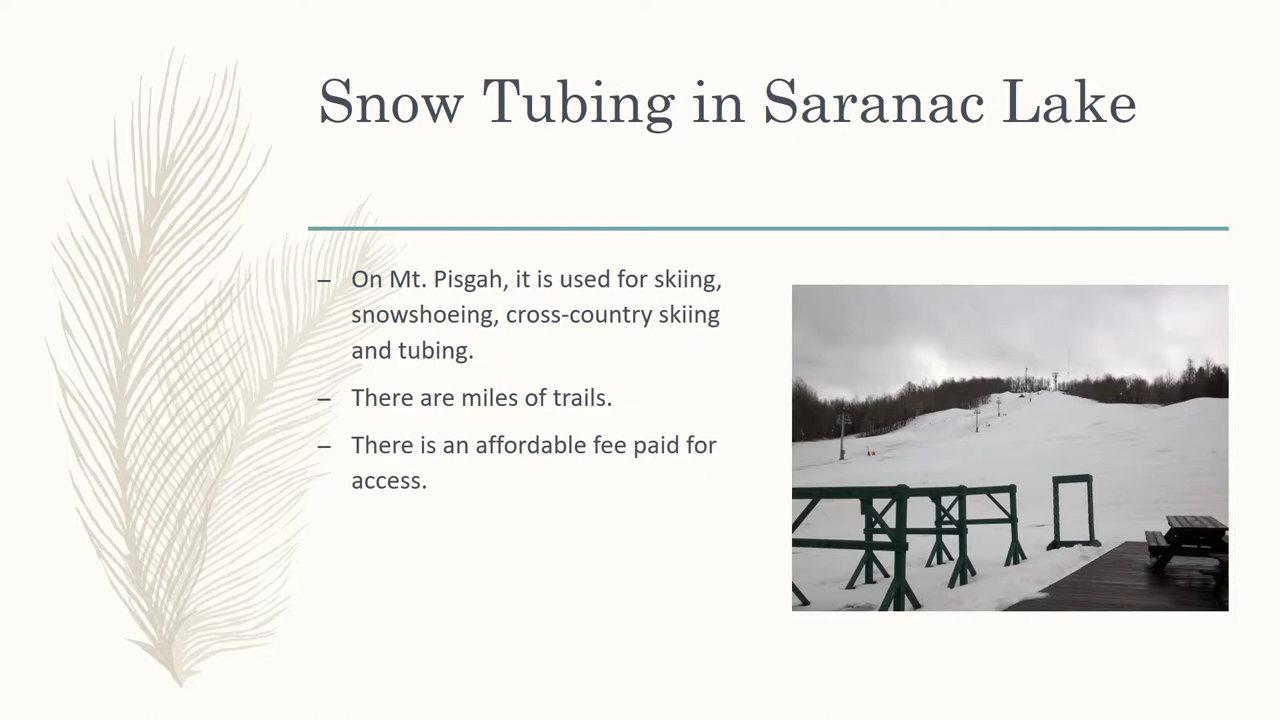 Snow Tubing in Saranac Lake
– On Mt. Pisgah, it is used for skiing,
snowshoeing, cross-country skiing
and tubing.
– There are miles of trails.
– There is an affordable fee paid for
access.